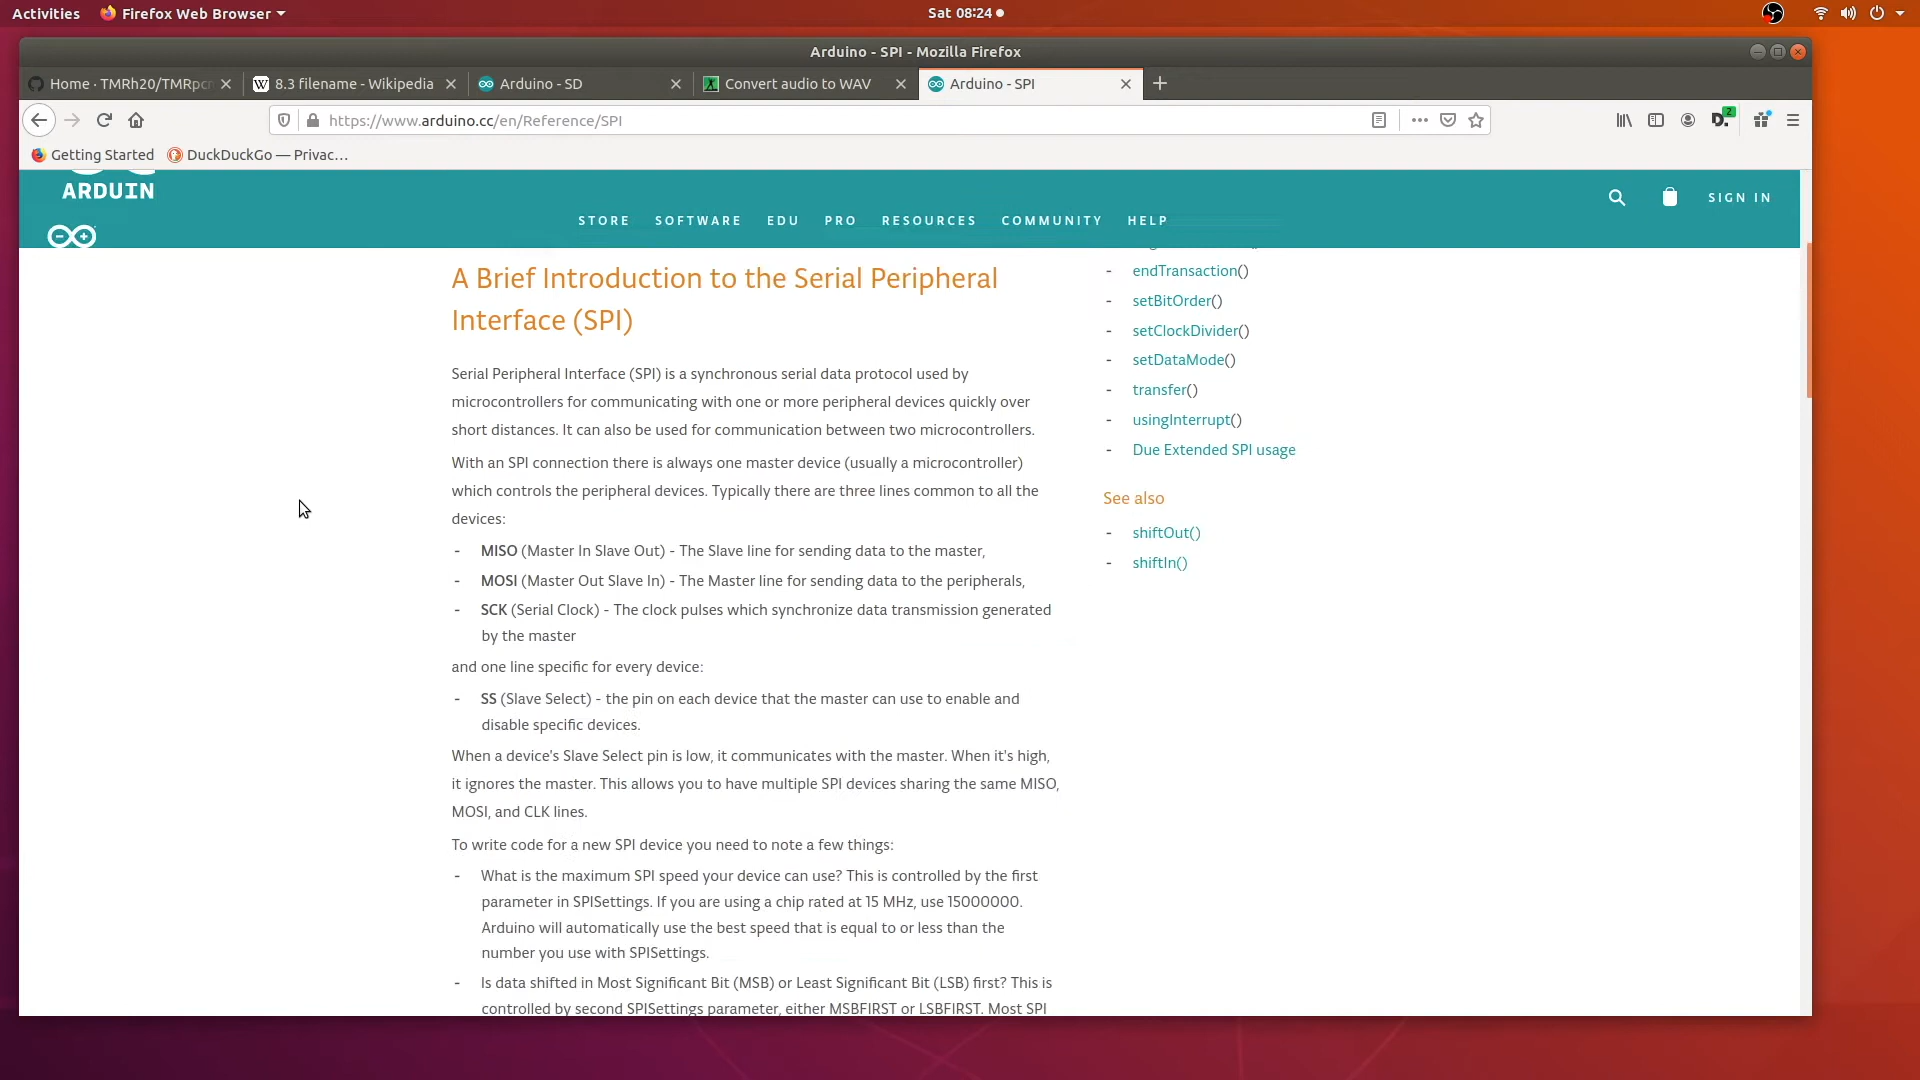 Activities Firefox Web Browser Sat 08:24
Arduino - SPI - Mozilla Firefox
Home · TMRh20/TMRpcm 8.3 filename - Wikipedia Arduino - SD Convert audio to WAV Arduino - SPI
https://www.arduino.cc/en/Reference/SPI
D. 2
Getting Started DuckDuckGo — Privac…
ARDUIN
STORE SOFTWARE EDU PRO RESOURCES COMMUNITY HELP
SIGN IN
A Brief Introduction to the Serial Peripheral
Interface (SPI)
Serial Peripheral Interface (SPI) is a synchronous serial data protocol used by
microcontrollers for communicating with one or more peripheral devices quickly over
short distances. It can also be used for communication between two microcontrollers.
With an SPI connection there is always one master device (usually a microcontroller)
which controls the peripheral devices. Typically there are three lines common to all the
devices:
- MISO (Master In Slave Out) - The Slave line for sending data to the master,
- MOSI (Master Out Slave In) - The Master line for sending data to the peripherals,
- SCK (Serial Clock) - The clock pulses which synchronize data transmission generated
by the master
and one line specific for every device:
- SS (Slave Select) - the pin on each device that the master can use to enable and
disable specific devices.
When a device's Slave Select pin is low, it communicates with the master. When it's high,
it ignores the master. This allows you to have multiple SPI devices sharing the same MISO,
MOSI, and CLK lines.
To write code for a new SPI device you need to note a few things:
- What is the maximum SPI speed your device can use? This is controlled by the first
parameter in SPISettings. If you are using a chip rated at 15 MHz, use 15000000.
Arduino will automatically use the best speed that is equal to or less than the
number you use with SPISettings.
- Is data shifted in Most Significant Bit (MSB) or Least Significant Bit (LSB) first? This is
controlled by second SPISettings parameter, either MSBFIRST or LSBFIRST. Most SPI
- endTransaction()
- setBitOrder()
- setClockDivider()
- setDataMode()
- transfer()
- usingInterrupt()
- Due Extended SPI usage
See also
- shiftOut()
- shiftIn()